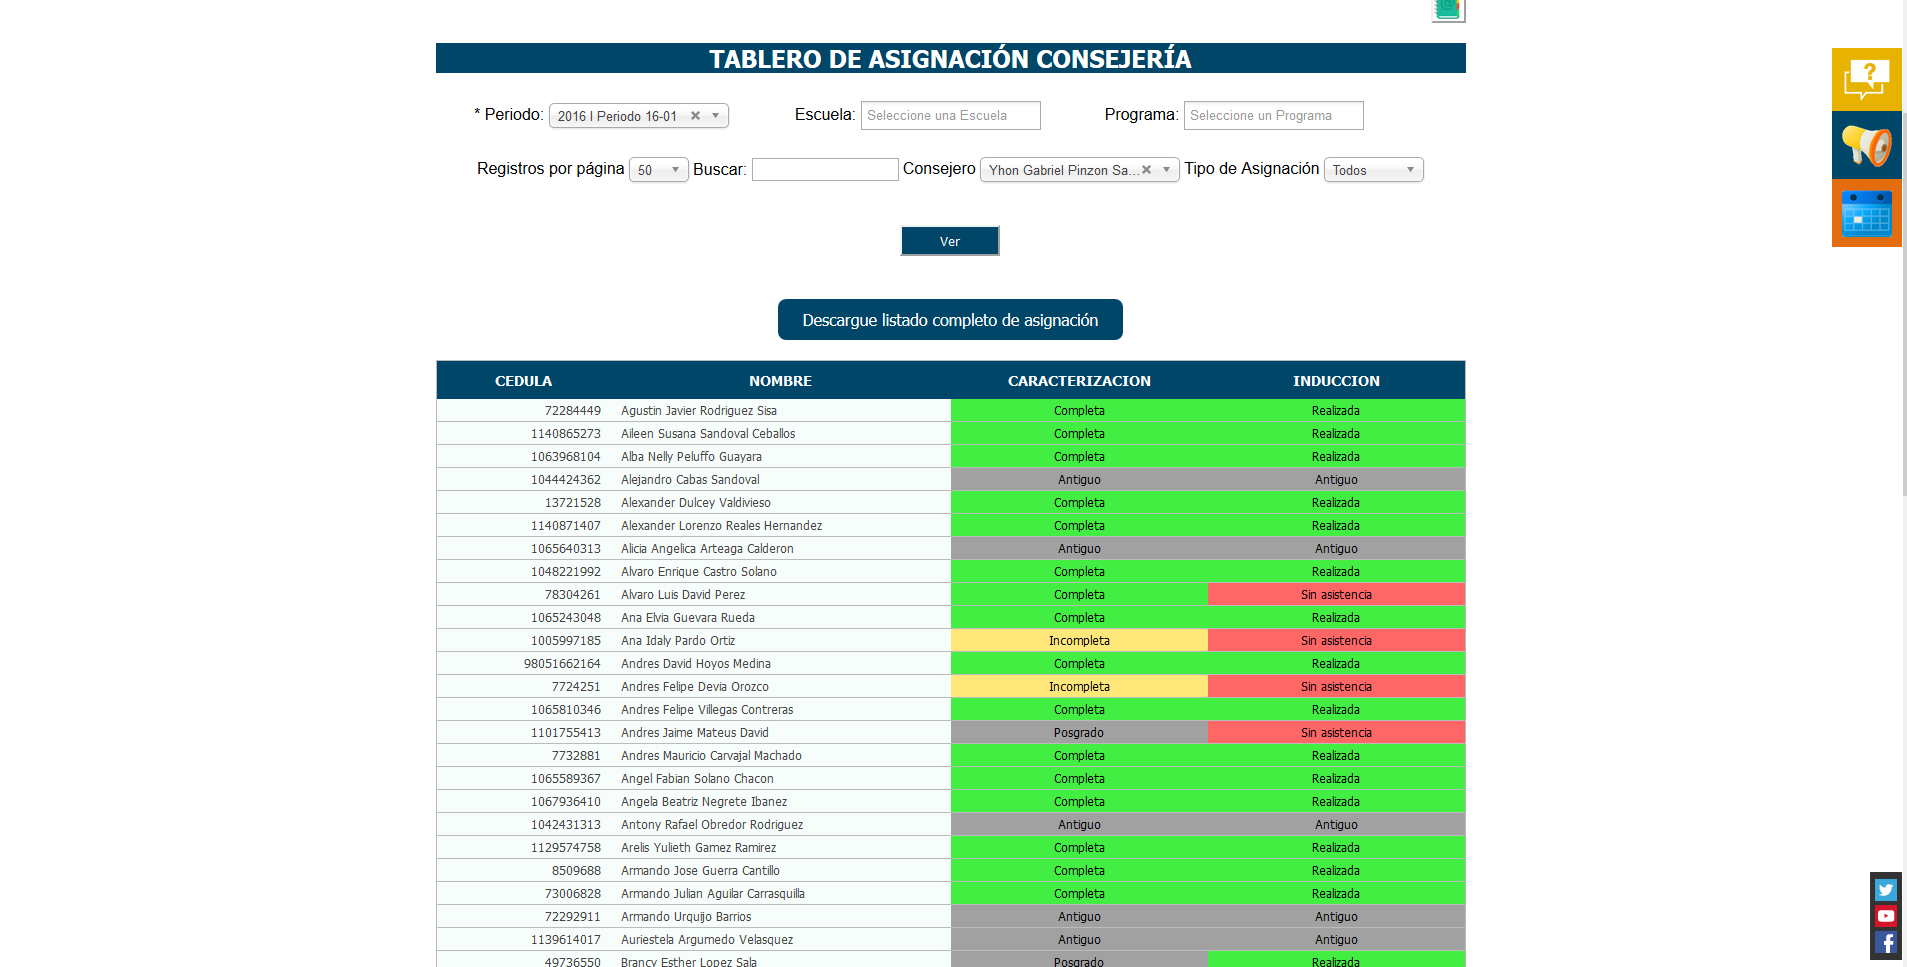 TABLERO DE ASIGNACIÓN CONSEJERÍA
* Periodo: 2016 I Periodo 16-01 Escuela: Seleccione una Escuela Programa: Seleccione un Programa
Registros por página 50 Buscar: Consejero Yhon Gabriel Pinzon Sa... Tipo de Asignación Todos
Ver
Descargue listado completo de asignación
CEDULA NOMBRE CARACTERIZACION INDUCCION
72284449 Agustin Javier Rodriguez Sisa Completa Realizada
1140865273 Aileen Susana Sandoval Ceballos Completa Realizada
1063968104 Alba Nelly Peluffo Guayara Completa Realizada
1044424362 Alejandro Cabas Sandoval Antiguo Antiguo
13721528 Alexander Dulcey Valdivieso Completa Realizada
1140871407 Alexander Lorenzo Reales Hernandez Completa Realizada
1065640313 Alicia Angelica Arteaga Calderon Antiguo Antiguo
1048221992 Alvaro Enrique Castro Solano Completa Realizada
78304261 Alvaro Luis David Perez Completa Sin asistencia
1065243048 Ana Elvia Guevara Rueda Completa Realizada
1005997185 Ana Idaly Pardo Ortiz Incompleta Sin asistencia
98051662164 Andres David Hoyos Medina Completa Realizada
7724251 Andres Felipe Devia Orozco Incompleta Sin asistencia
1065810346 Andres Felipe Villegas Contreras Completa Realizada
1101755413 Andres Jaime Mateus David Posgrado Sin asistencia
7732881 Andres Mauricio Carvajal Machado Completa Realizada
1065589367 Angel Fabian Solano Chacon Completa Realizada
1067936410 Angela Beatriz Negrete Ibanez Completa Realizada
1042431313 Antony Rafael Obredor Rodriguez Antiguo Antiguo
1129574758 Arelis Yulieth Gamez Ramirez Completa Realizada
8509688 Armando Jose Guerra Cantillo Completa Realizada
73006828 Armando Julian Aguilar Carrasquilla Completa Realizada
72292911 Armando Urquijo Barrios Antiguo Antiguo
1139614017 Auriestela Argumedo Velasquez Antiguo Antiguo
49736550 Brancy Esther Lopez Sala Posgrado Realizada